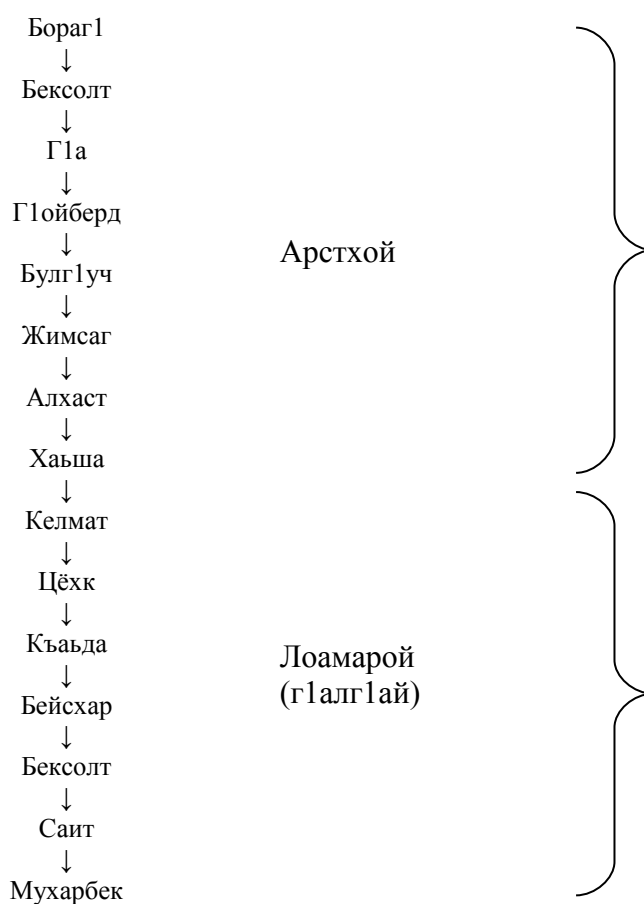 Бораг1
↓
Бексолт
↓
Г1а
↓
Г1ойберд
↓
Булг1уч
↓
Жимсаг
↓
Алхаст
↓
Хаьша
↓
Келмат
↓
Цёхк
↓
Къаьда
↓
Бейсхар
↓
Бексолт
↓
Саит
↓
Мухарбек
Арстхой
Лоамарой
(г1алг1ай)